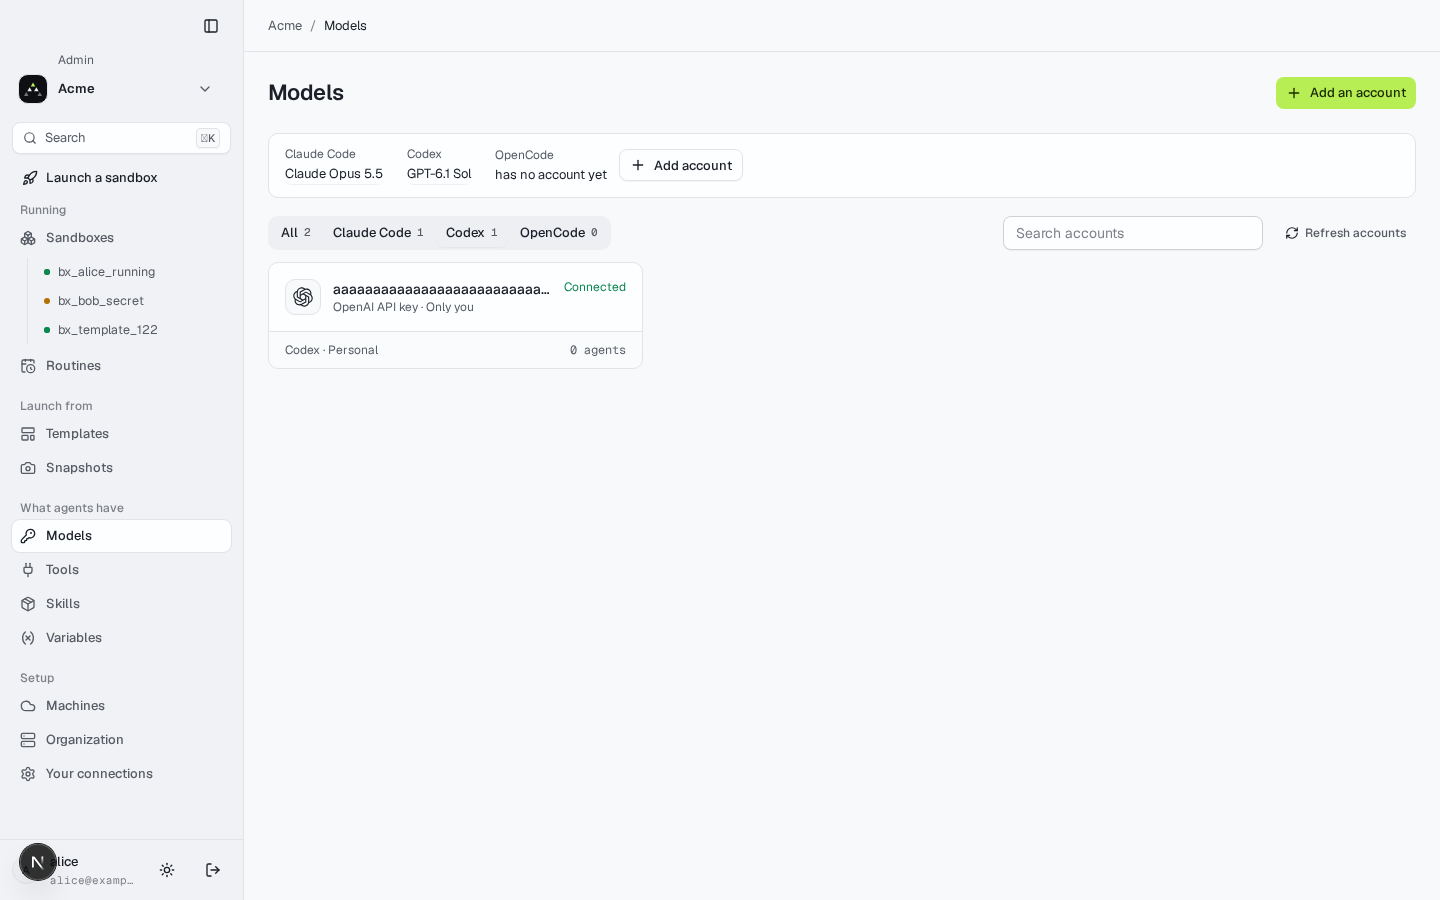 Admin
Acme
Search
K
Launch a sandbox
Running
Sandboxes
bx_alice_running
bx_bob_secret
bx_template_122
Routines
Launch from
Templates
Snapshots
What agents have
Models
Tools
Skills
Variables
Setup
Machines
Organization
Your connections
N
alice
alice@examp…
Acme / Models
Models
Add an account
Claude Code
Claude Opus 5.5
Codex
GPT-6.1 Sol
OpenCode
has no account yet
Add account
All 2
Claude Code 1
Codex 1
OpenCode 0
Search accounts
Refresh accounts
aaaaaaaaaaaaaaaaaaaaaaaaaaa…
Connected
OpenAI API key · Only you
Codex · Personal
0 agents